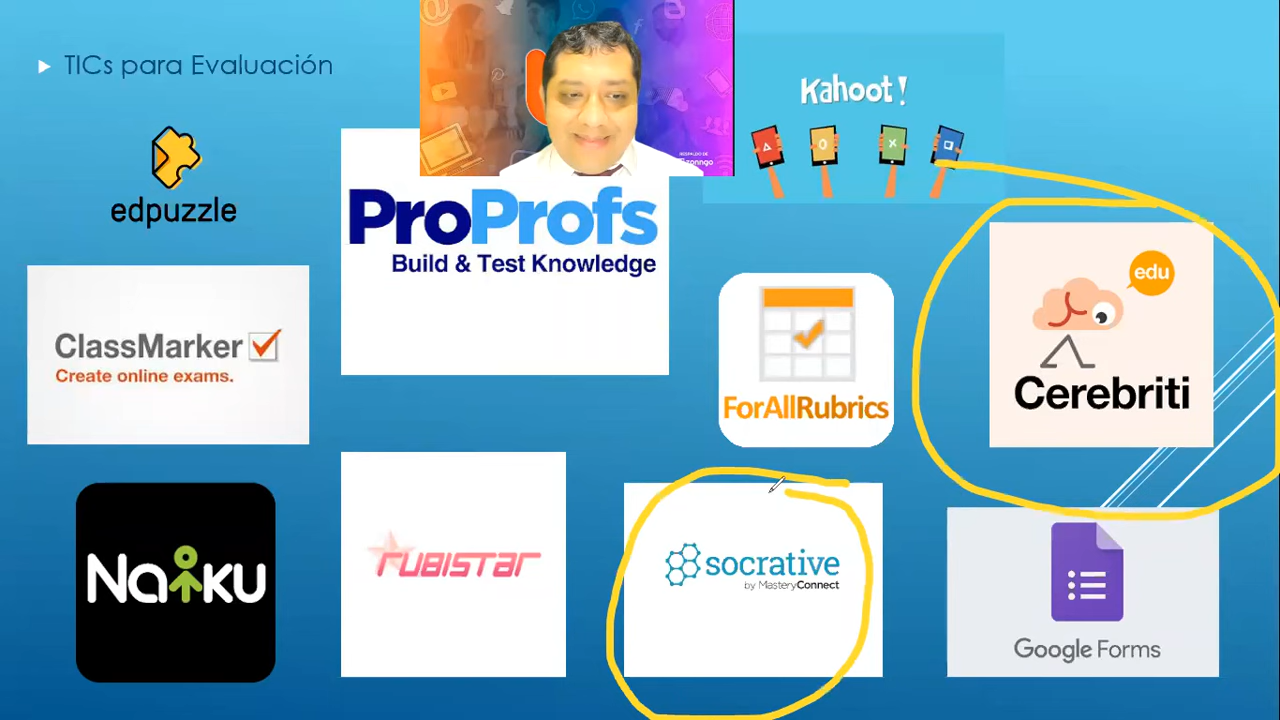 TICs para Evaluación
edpuzzle
ProProfs
Build & Test Knowledge
Kahoot!
ClassMarker
Create online exams.
ForAllRubrics
edu
Cerebriti
Naiku
RUBISTAR
socrative
by MasteryConnect
Google Forms